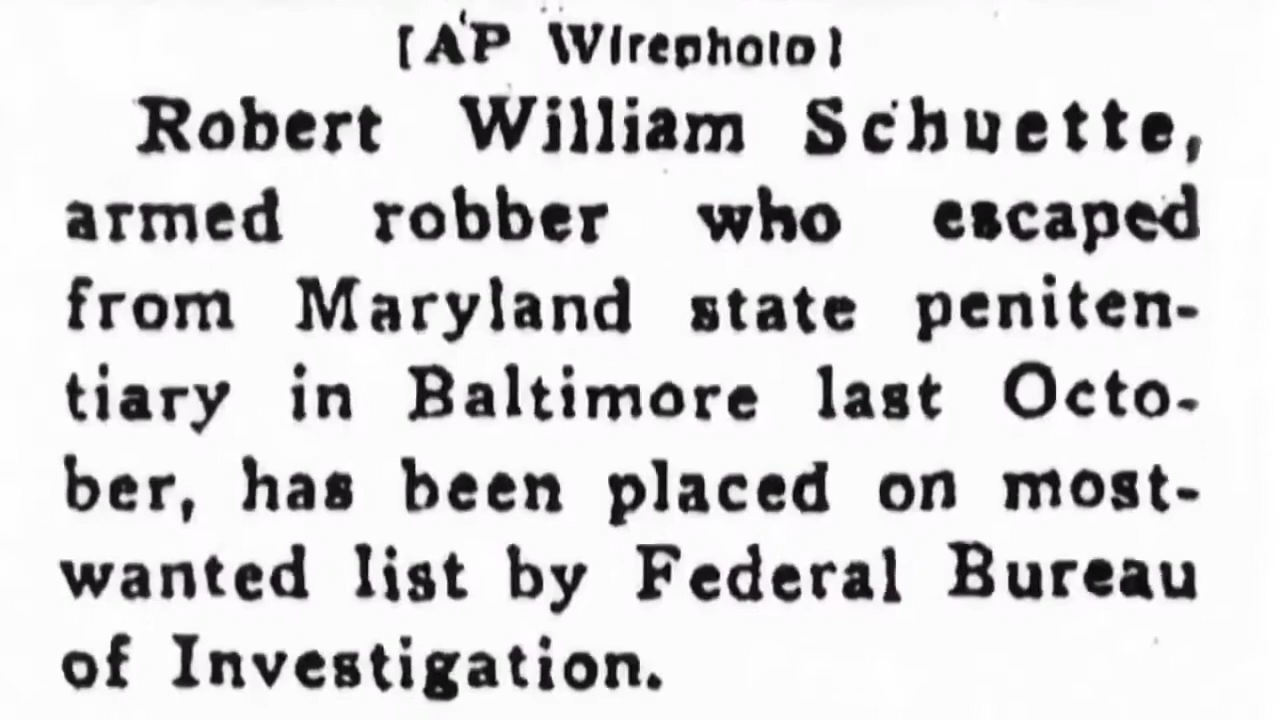 [AP Wirephoto]
Robert William Schuette,
armed robber who escaped
from Maryland state peniten-
tiary in Baltimore last Octo-
ber, has been placed on most-
wanted list by Federal Bureau
of Investigation.